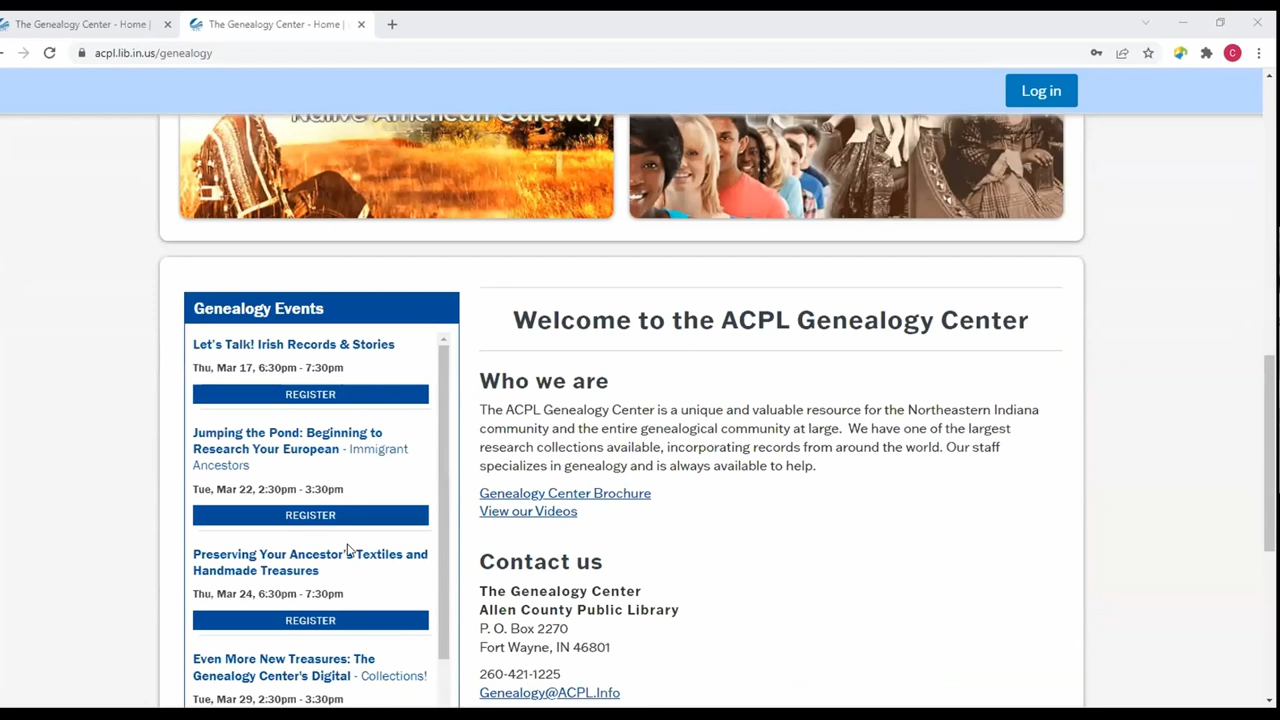 The Genealogy Center - Home |
The Genealogy Center - Home |
acpl.lib.in.us/genealogy
C
Log in
Native American Gateway
Genealogy Events
Let's Talk! Irish Records & Stories
Thu, Mar 17, 6:30pm - 7:30pm
REGISTER
Jumping the Pond: Beginning to
Research Your European - Immigrant
Ancestors
Tue, Mar 22, 2:30pm - 3:30pm
REGISTER
Preserving Your Ancestor's Textiles and
Handmade Treasures
Thu, Mar 24, 6:30pm - 7:30pm
REGISTER
Even More New Treasures: The
Genealogy Center's Digital - Collections!
Tue, Mar 29, 2:30pm - 3:30pm
Welcome to the ACPL Genealogy Center
Who we are
The ACPL Genealogy Center is a unique and valuable resource for the Northeastern Indiana
community and the entire genealogical community at large. We have one of the largest
research collections available, incorporating records from around the world. Our staff
specializes in genealogy and is always available to help.
Genealogy Center Brochure
View our Videos
Contact us
The Genealogy Center
Allen County Public Library
P. O. Box 2270
Fort Wayne, IN 46801
260-421-1225
Genealogy@ACPL.Info